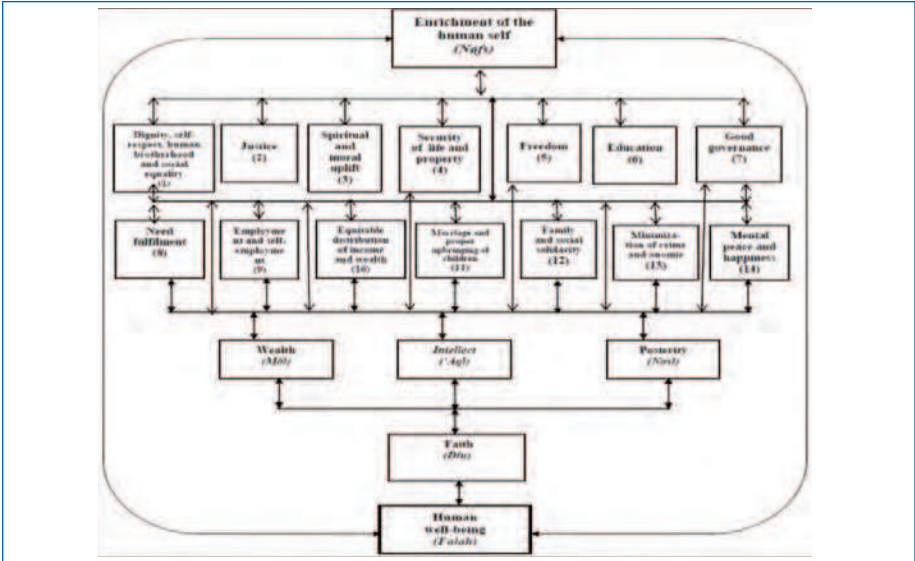 Enrichment of the
human self
(Nafs)
Dignity, self-
respect, human
brotherhood
and social
equality
(1)
Justice
(2)
Spiritual
and
moral
uplift
(3)
Security
of life and
property
(4)
Freedom
(5)
Education
(6)
Good
governance
(7)
Need
fulfilment
(8)
Employme
nt and self-
employme
nt
(9)
Equitable
distribution
of income
and wealth
(10)
Marriage and
proper
upbringing of
children
(11)
Family
and social
solidarity
(12)
Minimiza-
tion of crime
and anomie
(13)
Mental
peace and
happiness
(14)
Wealth
(Māl)
Intellect
('Aql)
Posterity
(Nasl)
Faith
(Dīn)
Human
well-being
(Falah)